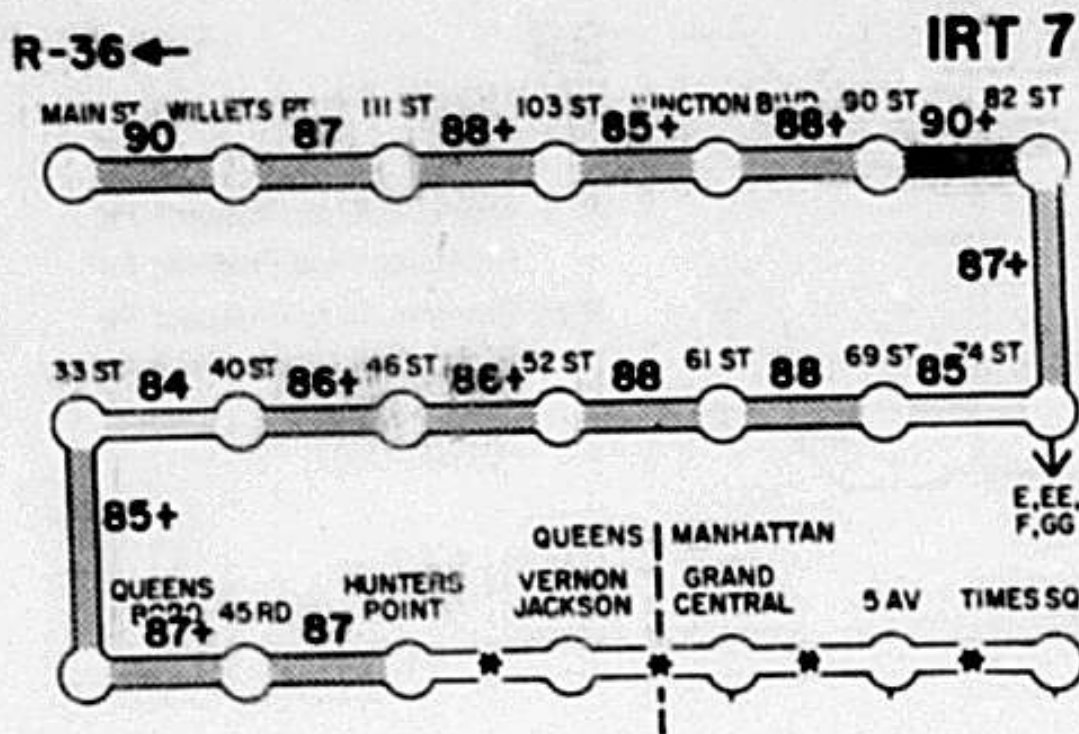 R-36 IRT 7
MAIN ST WILLETS PT 111 ST 103 ST JUNCTION BLVD 90 ST 82 ST
90 87 88+ 85+ 88+ 90+
87+
33 ST 40 ST 46 ST 52 ST 61 ST 69 ST 74 ST
84 86+ 86+ 88 88 85
E, EE,
F, GG
85+
QUEENS MANHATTAN
QUEENS HUNTERS VERNON GRAND
45 RD POINT JACKSON CENTRAL 5 AV TIMES SQ
87+ 87
* * * *